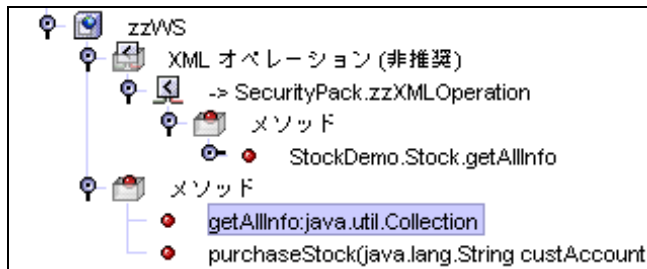 zzWS
XML オペレーション (非推奨)
-> SecurityPack.zzXMLOperation
メソッド
StockDemo.Stock.getAllInfo
メソッド
getAllInfo:java.util.Collection
purchaseStock(java.lang.String custAccount